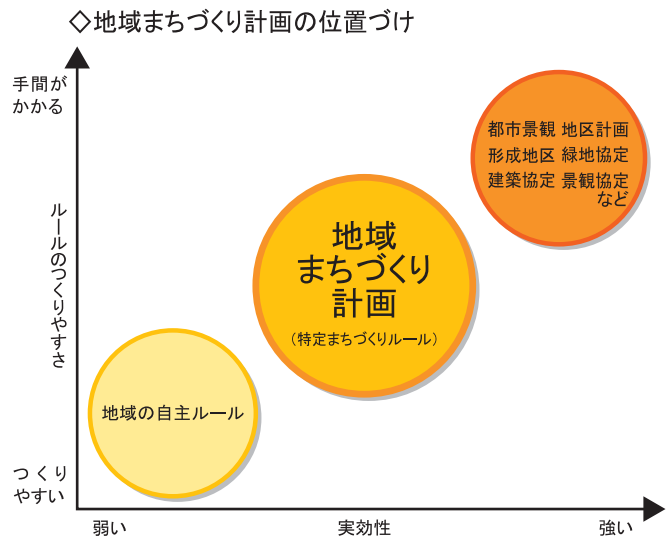 ◇地域まちづくり計画の位置づけ
手間が
かかる
ルールのつくりやすさ
つくり
やすい
都市景観 地区計画
形成地区 緑地協定
建築協定 景観協定
など
地域
まちづくり
計画
（特定まちづくりルール）
地域の自主ルール
弱い
実効性
強い